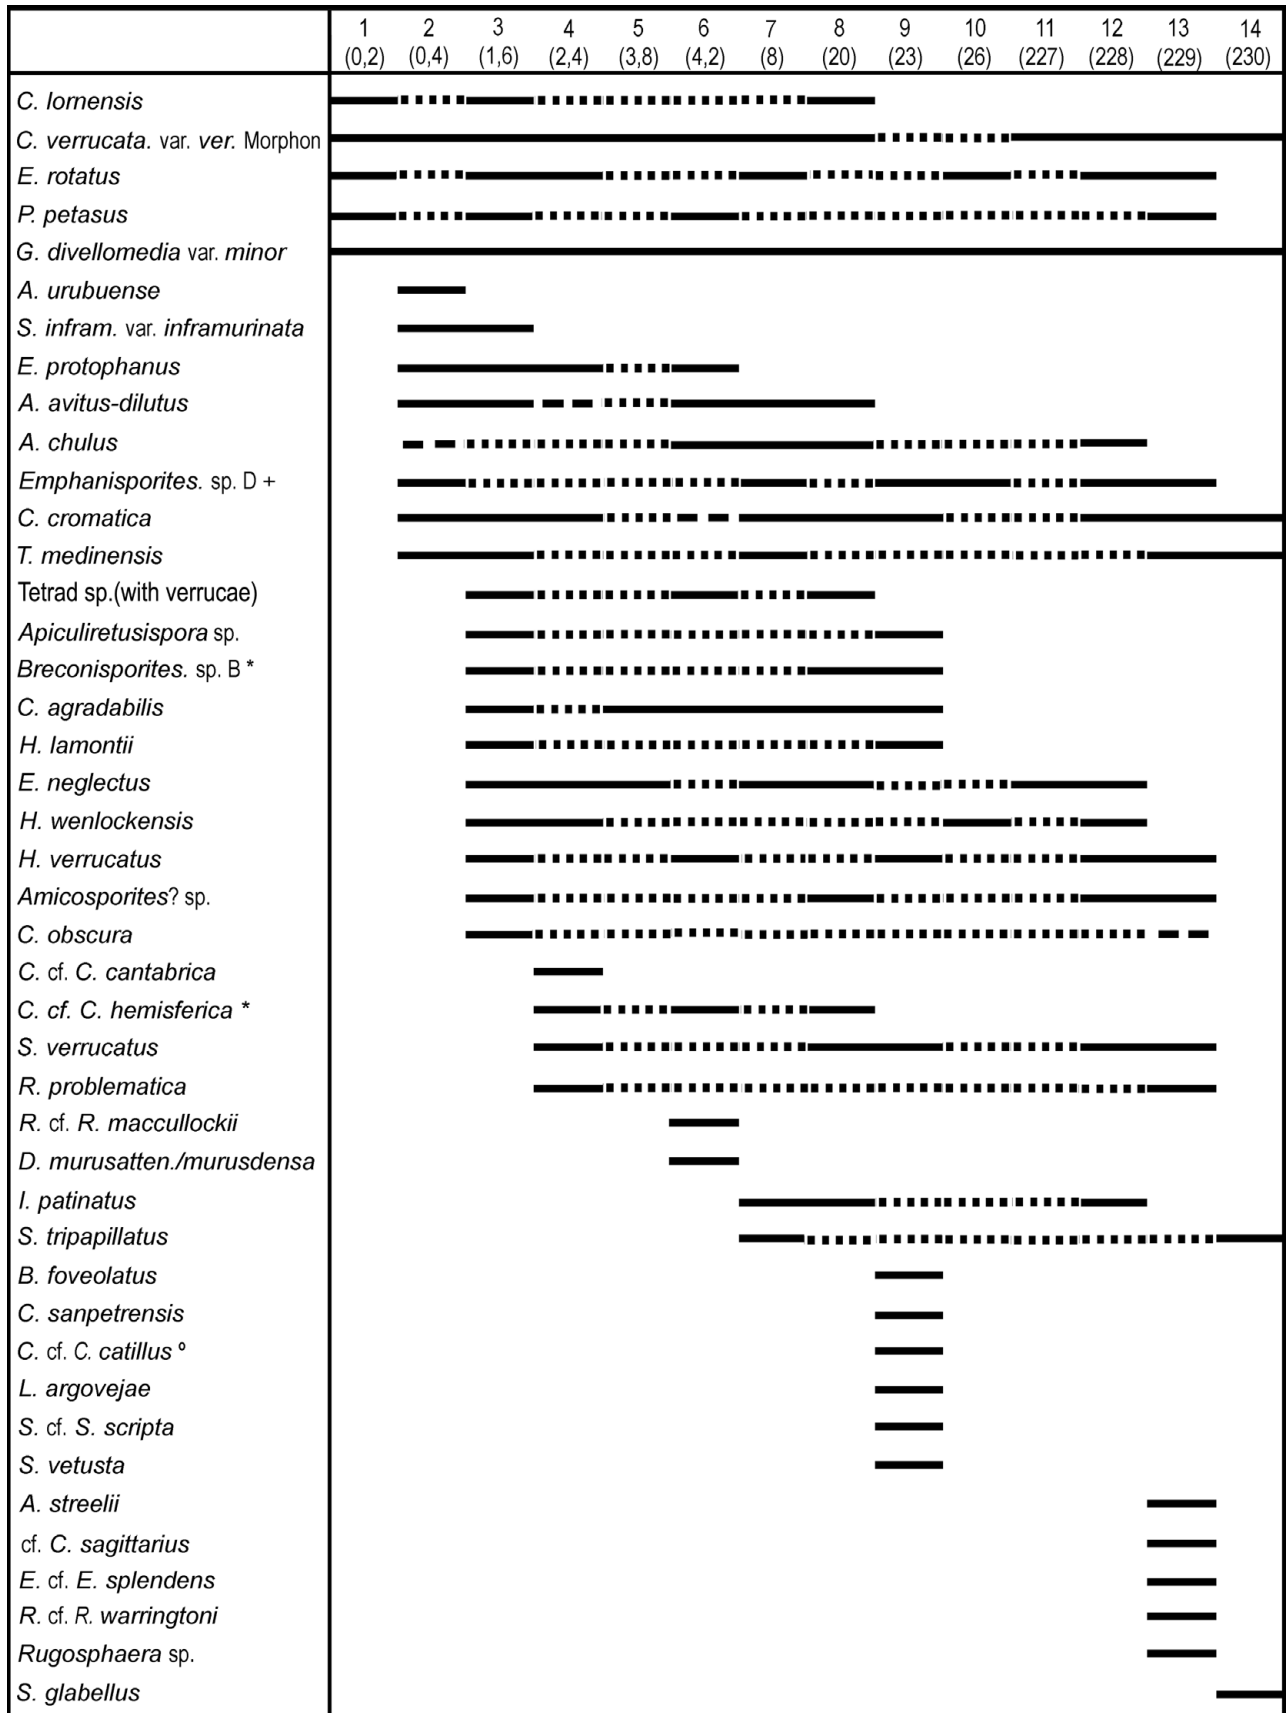 1 2 3 4 5 6 7 8 9 10 11 12 13 14
(0,2) (0,4) (1,6) (2,4) (3,8) (4,2) (8) (20) (23) (26) (227) (228) (229) (230)
C. lomensis
C. verrucata. var. ver. Morphon
E. rotatus
P. petasus
G. divellomedia var. minor
A. urubuense
S. infram. var. inframurinata
E. protophanus
A. avitus-dilutus
A. chulus
Emphanisporites. sp. D +
C. cromatica
T. medinensis
Tetrad sp.(with verrucae)
Apiculiretusispora sp.
Breconisporites. sp. B *
C. agradabilis
H. lamontii
E. neglectus
H. wenlockensis
H. verrucatus
Amicosporites? sp.
C. obscura
C. cf. C. cantabrica
C. cf. C. hemisferica *
S. verrucatus
R. problematica
R. cf. R. maccullockii
D. murusatten./murusdensa
I. patinatus
S. tripapillatus
B. foveolatus
C. sanpetrensis
C. cf. C. catillus º
L. argovejae
S. cf. S. scripta
S. vetusta
A. streelii
cf. C. sagittarius
E. cf. E. splendens
R. cf. R. warringtoni
Rugosphaera sp.
S. glabellus